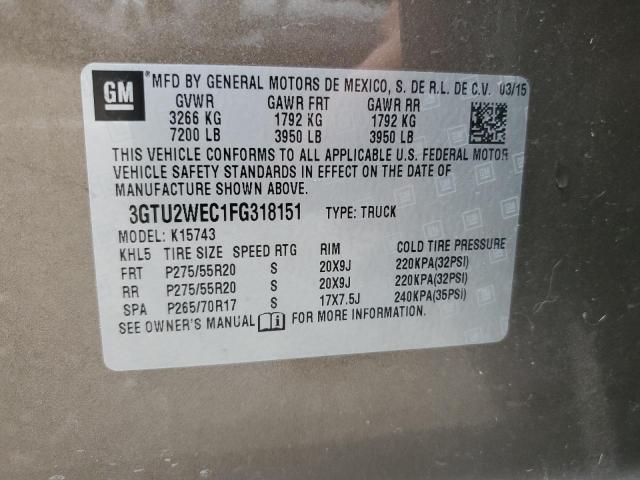 GM ® MFD BY GENERAL MOTORS DE MEXICO, S. DE R.L. DE C.V. 03/15
GVWR GAWR FRT GAWR RR
3266 KG 1792 KG 1792 KG
7200 LB 3950 LB 3950 LB
THIS VEHICLE CONFORMS TO ALL APPLICABLE U.S. FEDERAL MOTOR
VEHICLE SAFETY STANDARDS IN EFFECT ON THE DATE OF
MANUFACTURE SHOWN ABOVE.
3GTU2WEC1FG318151 TYPE: TRUCK
MODEL: K15743
KHL5 TIRE SIZE SPEED RTG RIM COLD TIRE PRESSURE
FRT P275/55R20 S 20X9J 220KPA(32PSI)
RR P275/55R20 S 20X9J 220KPA(32PSI)
SPA P265/70R17 S 17X7.5J 240KPA(35PSI)
SEE OWNER'S MANUAL FOR MORE INFORMATION.